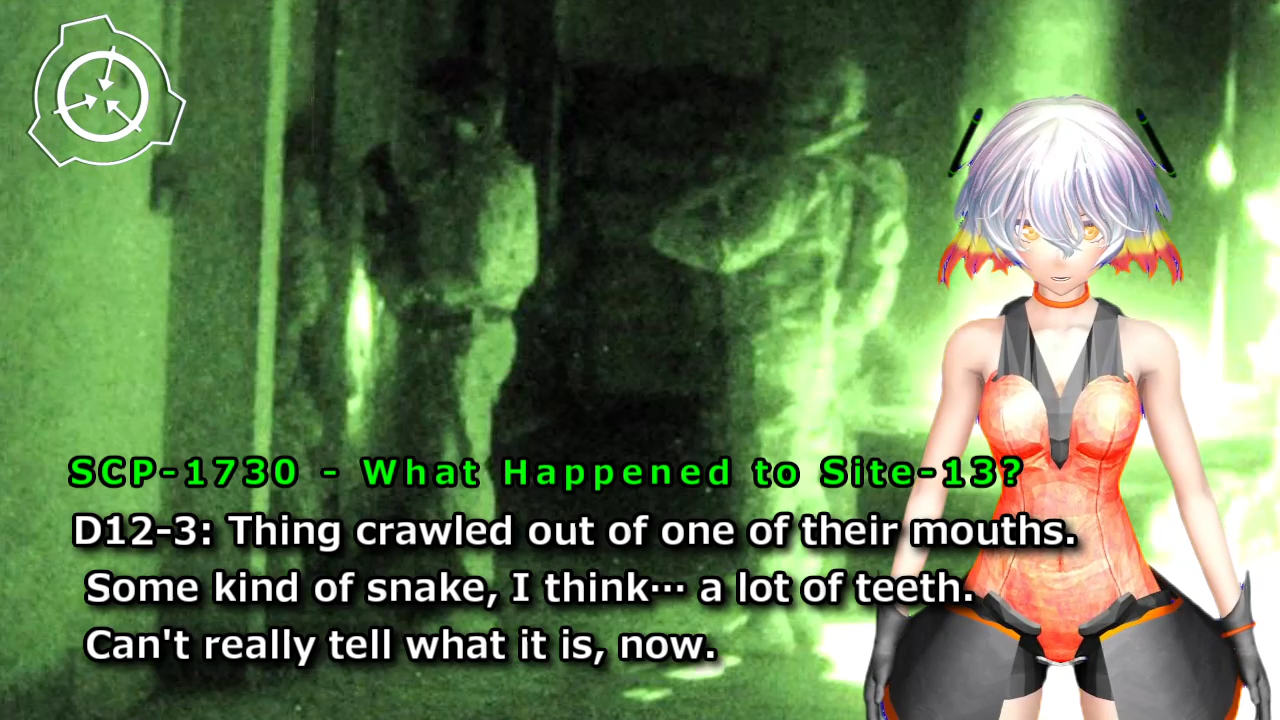 SCP-1730 - What Happened to Site-13?
D12-3: Thing crawled out of one of their mouths.
Some kind of snake, I think… a lot of teeth.
Can't really tell what it is, now.